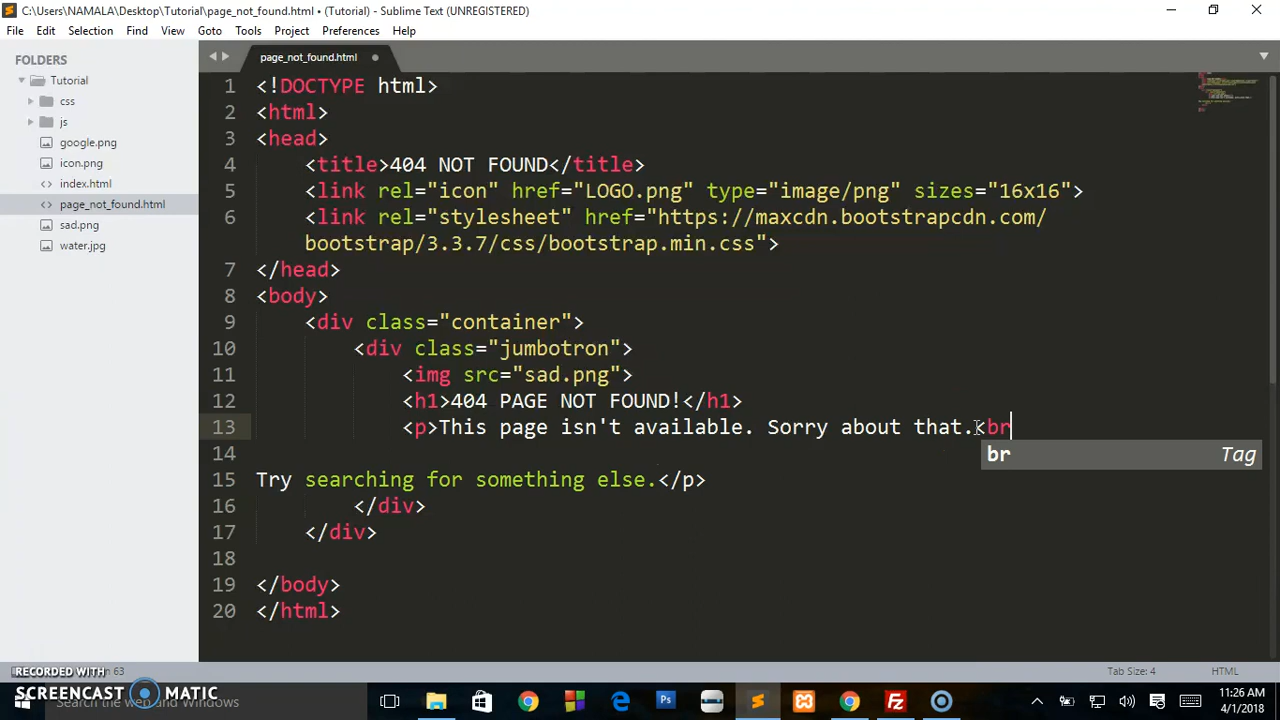 C:\Users\NAMALA\Desktop\Tutorial\page_not_found.html • (Tutorial) - Sublime Text (UNREGISTERED)
File Edit Selection Find View Goto Tools Project Preferences Help
FOLDERS
Tutorial
css
js
google.png
icon.png
index.html
page_not_found.html
sad.png
water.jpg
page_not_found.html
1 <!DOCTYPE html>
2 <html>
3 <head>
4 <title>404 NOT FOUND</title>
5 <link rel="icon" href="LOGO.png" type="image/png" sizes="16x16">
6 <link rel="stylesheet" href="https://maxcdn.bootstrapcdn.com/
bootstrap/3.3.7/css/bootstrap.min.css">
7 </head>
8 <body>
9 <div class="container">
10 <div class="jumbotron">
11 <img src="sad.png">
12 <h1>404 PAGE NOT FOUND!</h1>
13 <p>This page isn't available. Sorry about that.<br
br Tag
14
15 Try searching for something else.</p>
16 </div>
17 </div>
18
19 </body>
20 </html>
63 Tab Size: 4 HTML
RECORDED WITH
SCREENCAST MATIC
Search the web and Windows
11:26 AM
4/1/2018